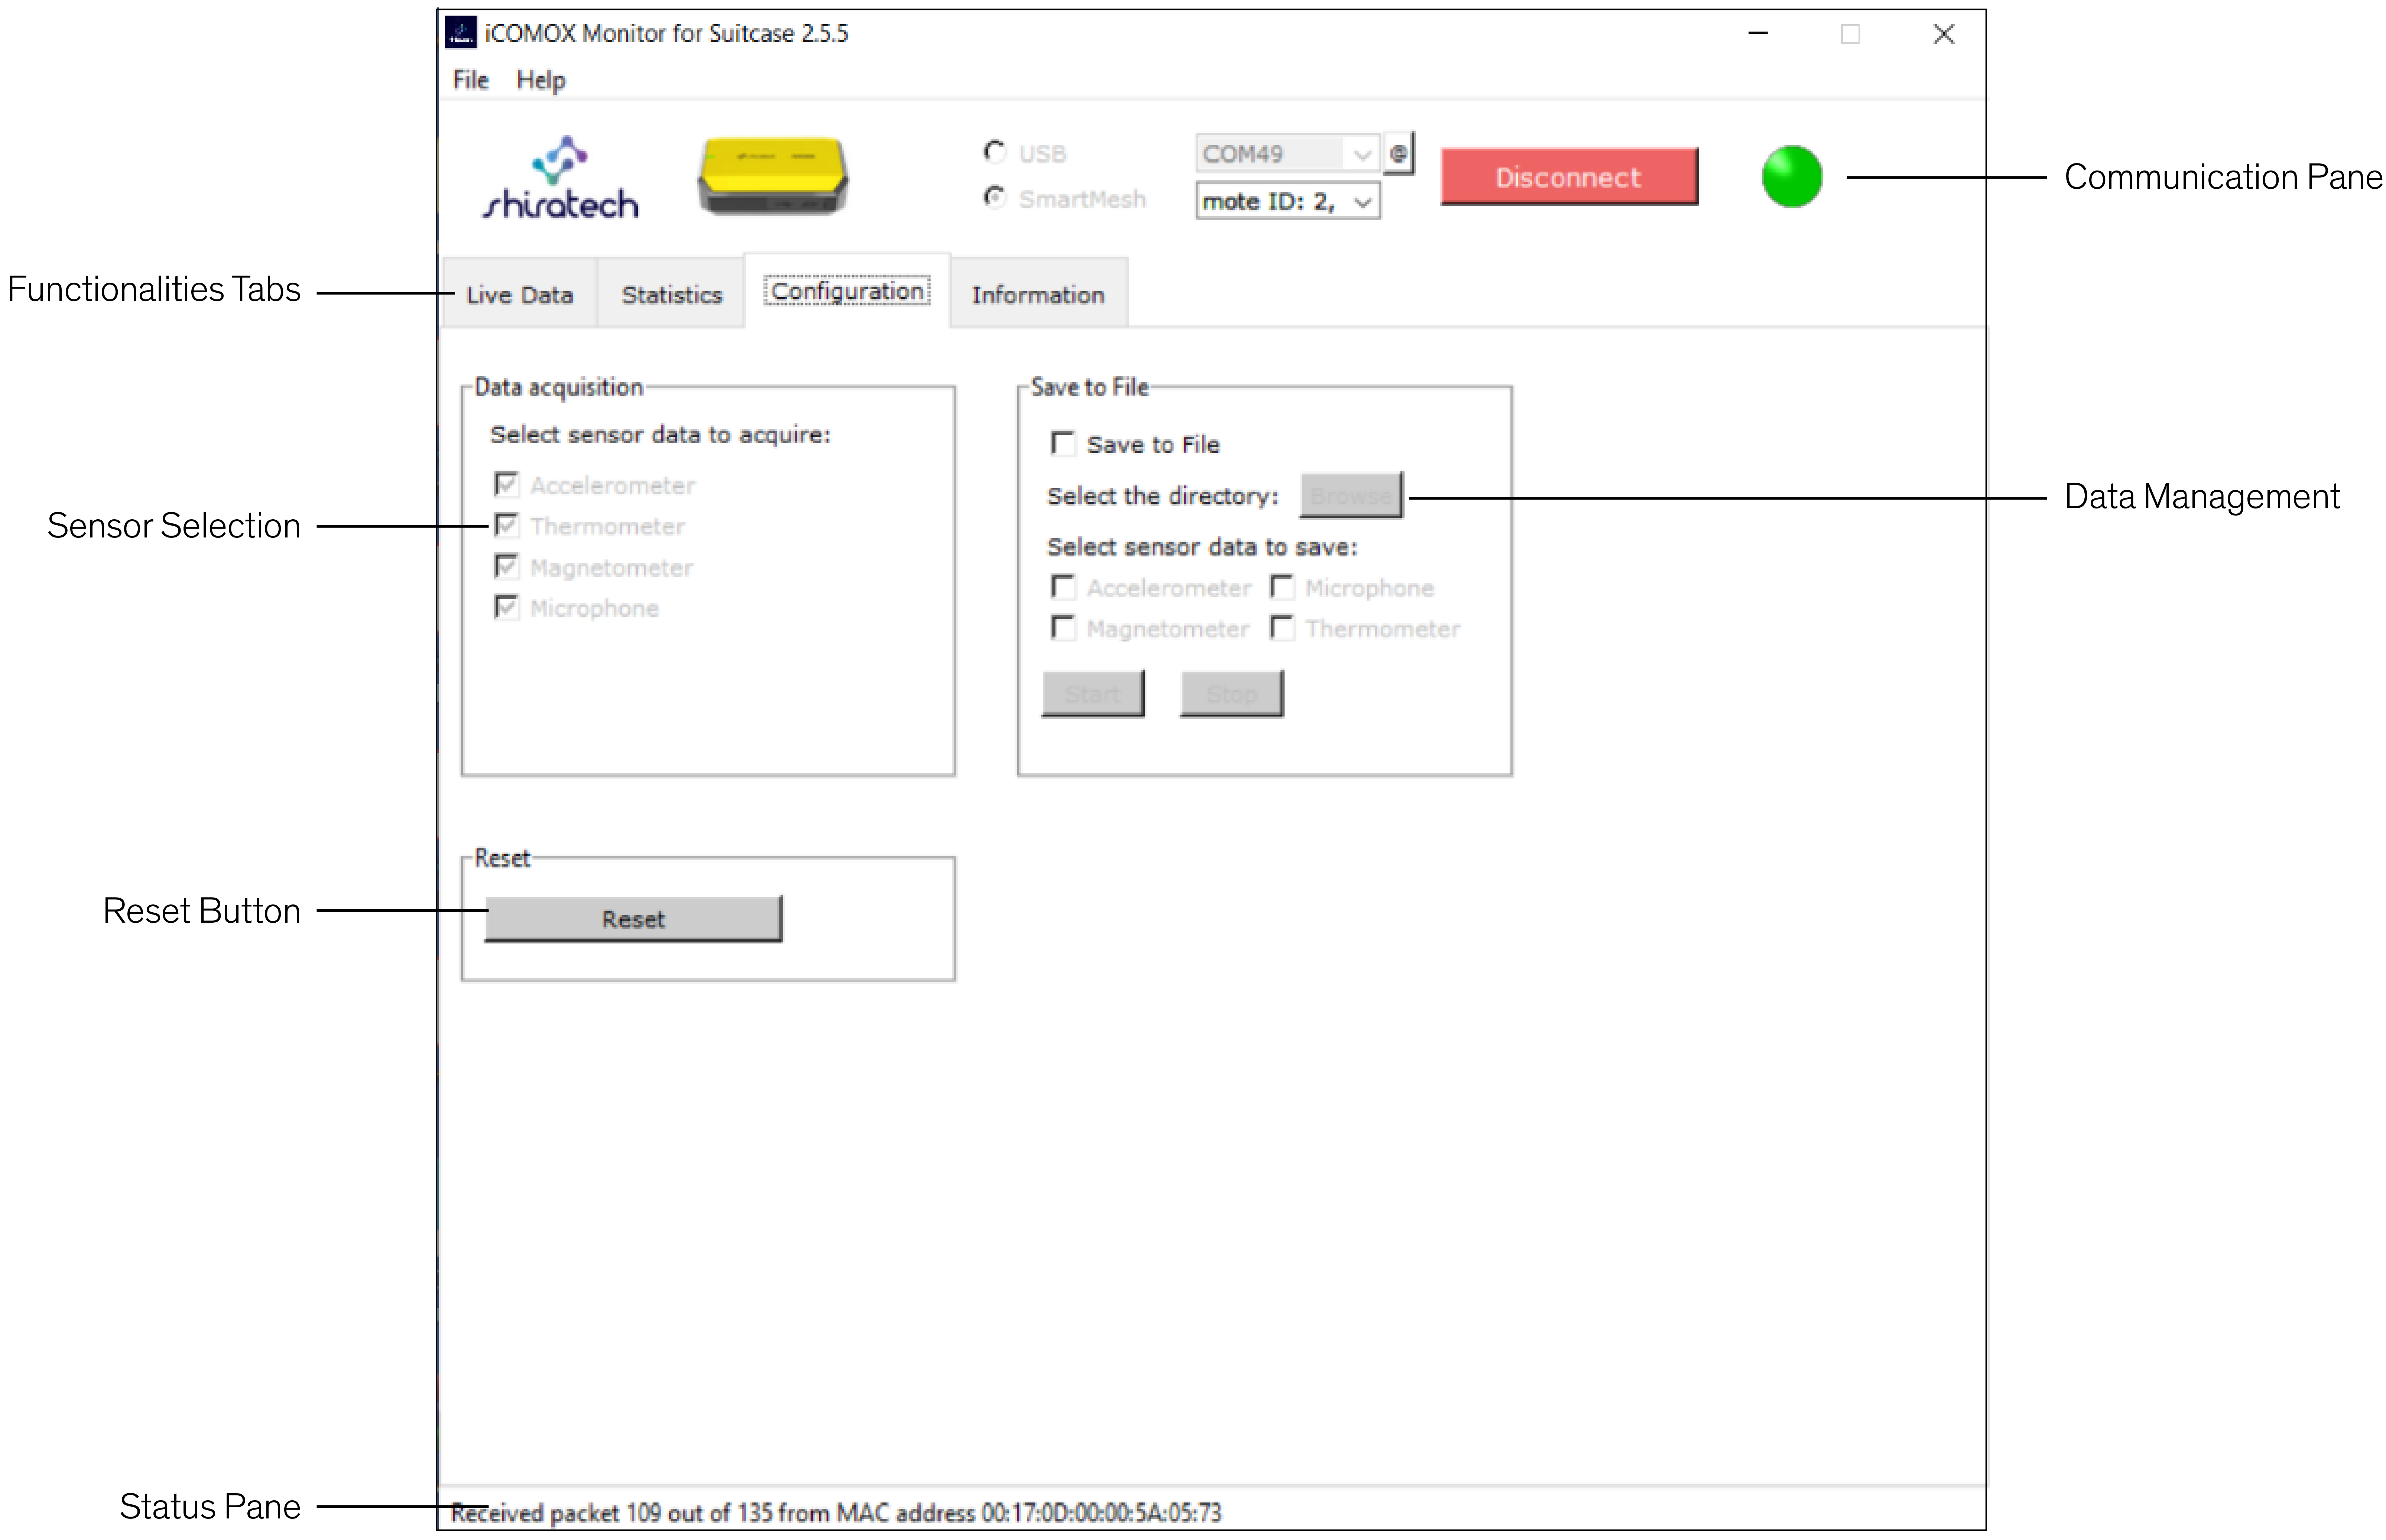 iCOMOX Monitor for Suitcase 2.5.5
File Help
shiratech
USB
COM49 @
SmartMesh
mote ID: 2,
Disconnect
Communication Pane
Functionalities Tabs
Live Data Statistics Configuration Information
Data acquisition
Select sensor data to acquire:
Accelerometer
Thermometer
Magnetometer
Microphone
Sensor Selection
Save to File
Save to File
Select the directory: Browse
Data Management
Select sensor data to save:
Accelerometer Microphone
Magnetometer Thermometer
Start Stop
Reset
Reset Button
Reset
Status Pane
Received packet 109 out of 135 from MAC address 00:17:0D:00:00:5A:05:73